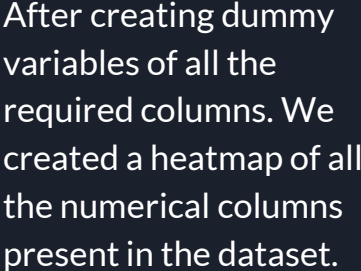 After creating dummy
variables of all the
required columns. We
created a heatmap of all
the numerical columns
present in the dataset.